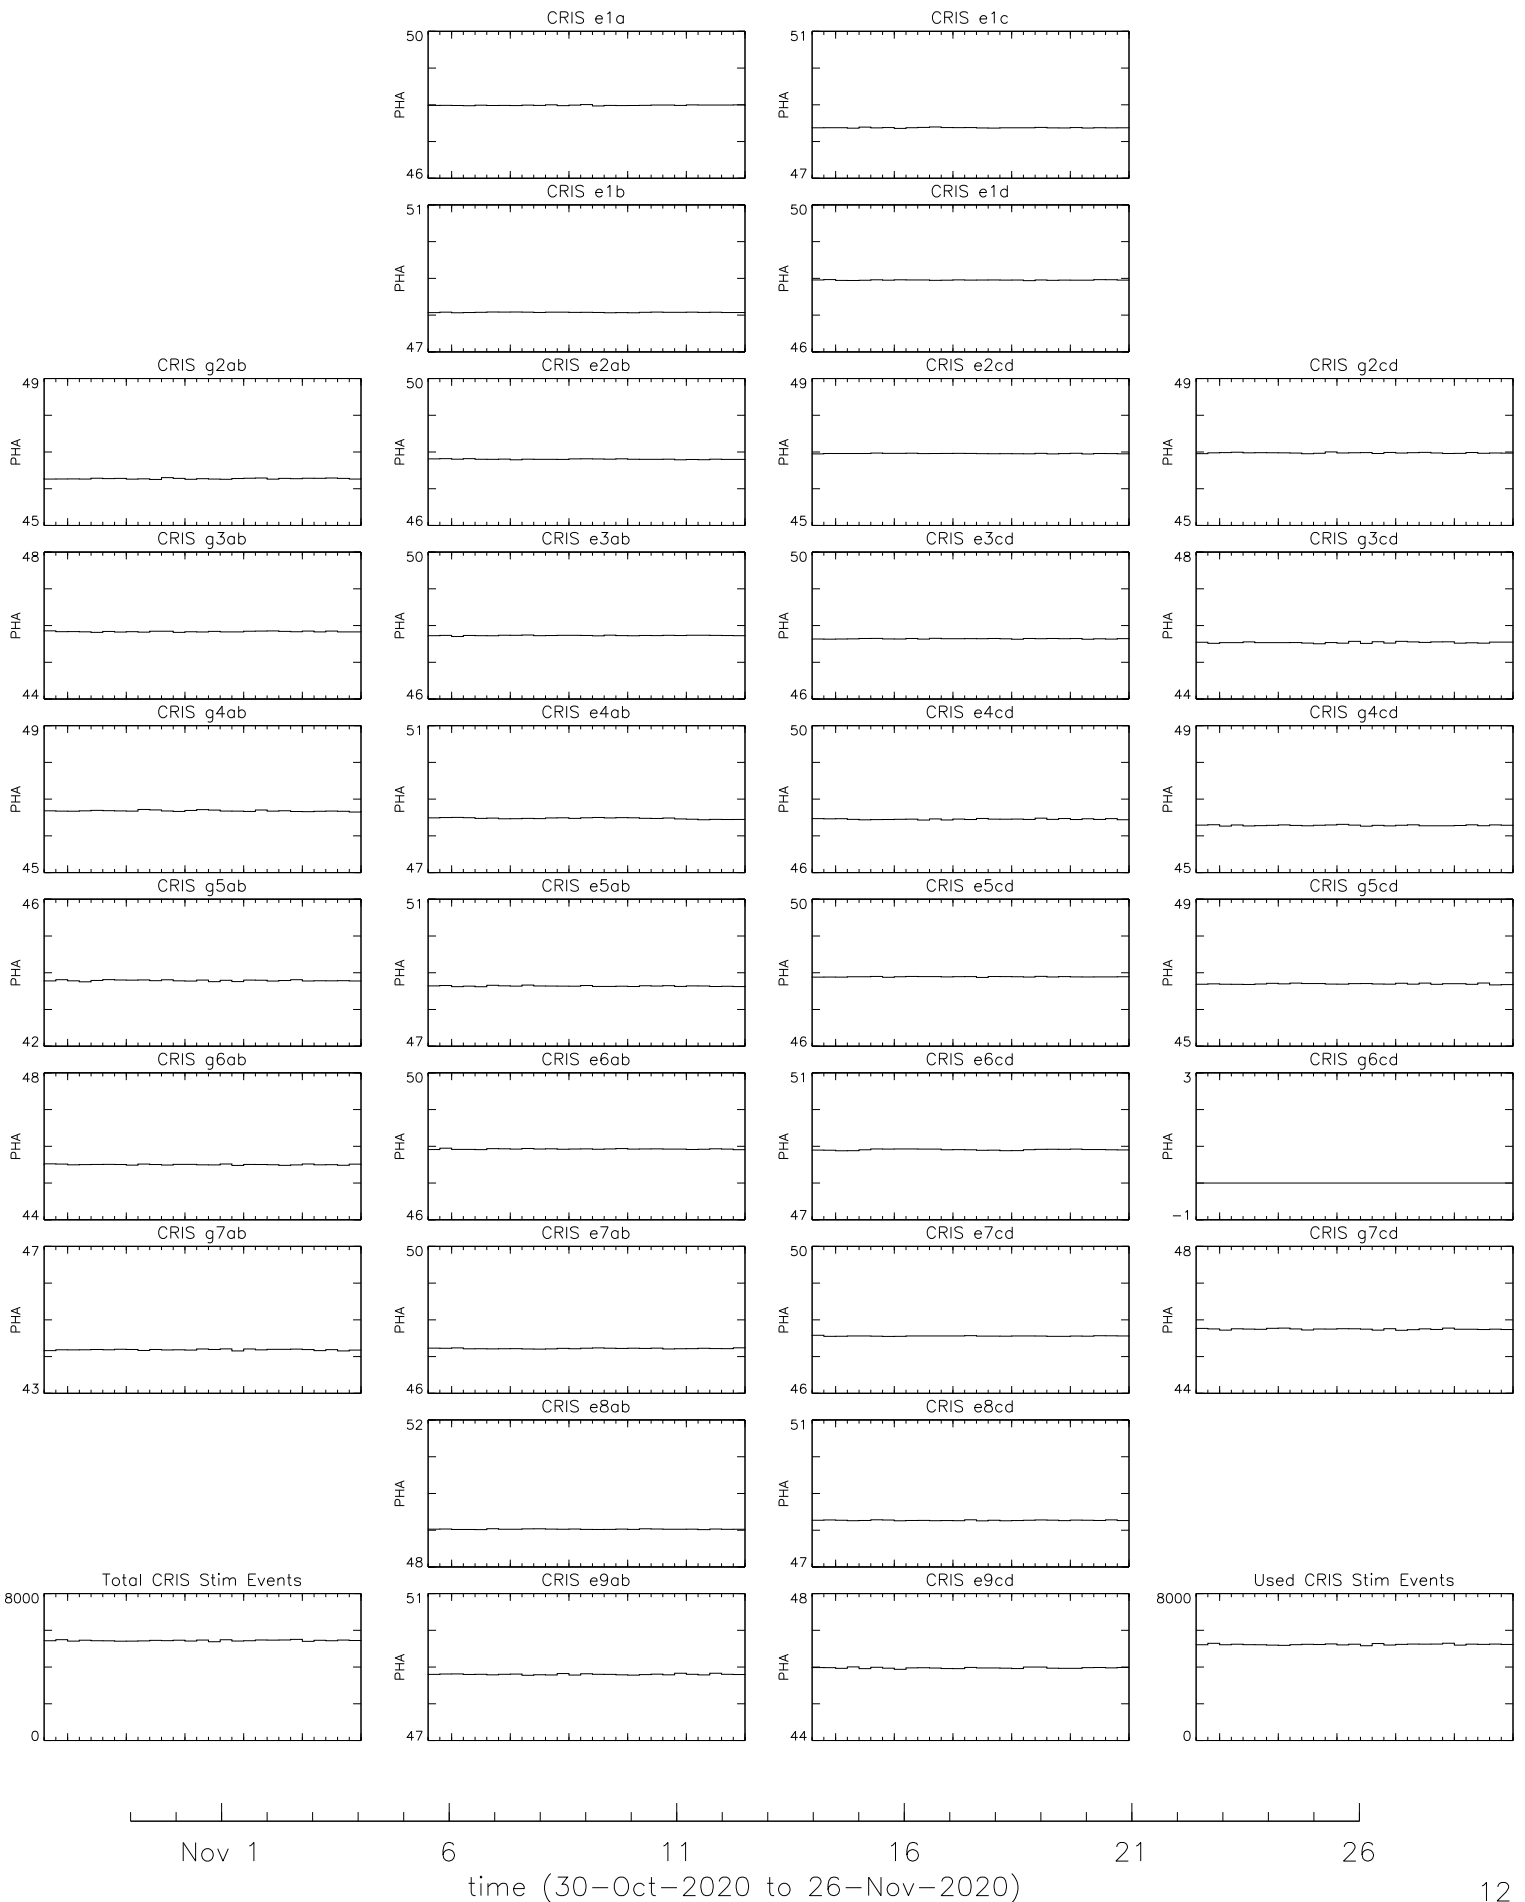 CRIS e1a
50
PHA
46
CRIS e1c
51
PHA
47
CRIS e1b
51
PHA
47
CRIS e1d
50
PHA
46
CRIS g2ab
49
PHA
45
CRIS e2ab
50
PHA
46
CRIS e2cd
49
PHA
45
CRIS g2cd
49
PHA
45
CRIS g3ab
48
PHA
44
CRIS e3ab
50
PHA
46
CRIS e3cd
50
PHA
46
CRIS g3cd
48
PHA
44
CRIS g4ab
49
PHA
45
CRIS e4ab
51
PHA
47
CRIS e4cd
50
PHA
46
CRIS g4cd
49
PHA
45
CRIS g5ab
46
PHA
42
CRIS e5ab
51
PHA
47
CRIS e5cd
50
PHA
46
CRIS g5cd
49
PHA
45
CRIS g6ab
48
PHA
44
CRIS e6ab
50
PHA
46
CRIS e6cd
51
PHA
47
CRIS g6cd
3
PHA
-1
CRIS g7ab
47
PHA
43
CRIS e7ab
50
PHA
46
CRIS e7cd
50
PHA
46
CRIS g7cd
48
PHA
44
CRIS e8ab
52
PHA
48
CRIS e8cd
51
PHA
47
Total CRIS Stim Events
8000
0
CRIS e9ab
51
PHA
47
CRIS e9cd
48
PHA
44
Used CRIS Stim Events
8000
0
Nov 1 6 11 16 21 26
time (30-Oct-2020 to 26-Nov-2020)
12